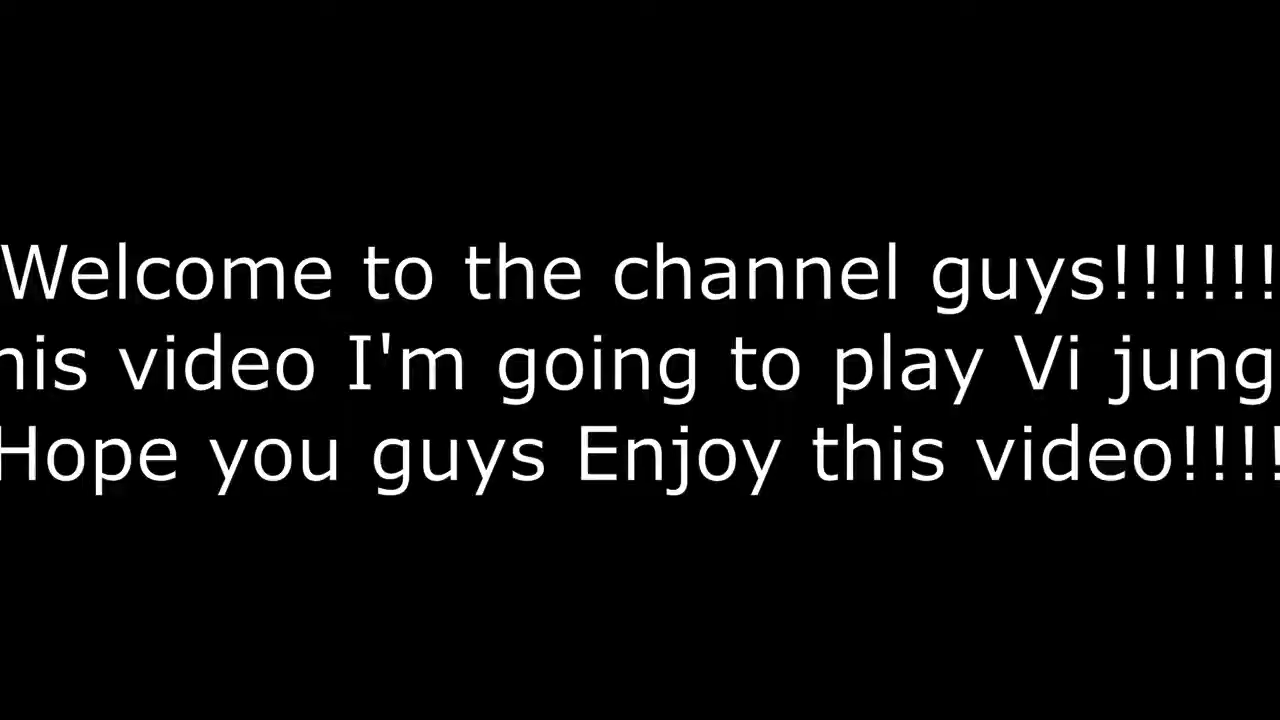 Welcome to the channel guys!!!!!!
his video I'm going to play Vi jung
Hope you guys Enjoy this video!!!!